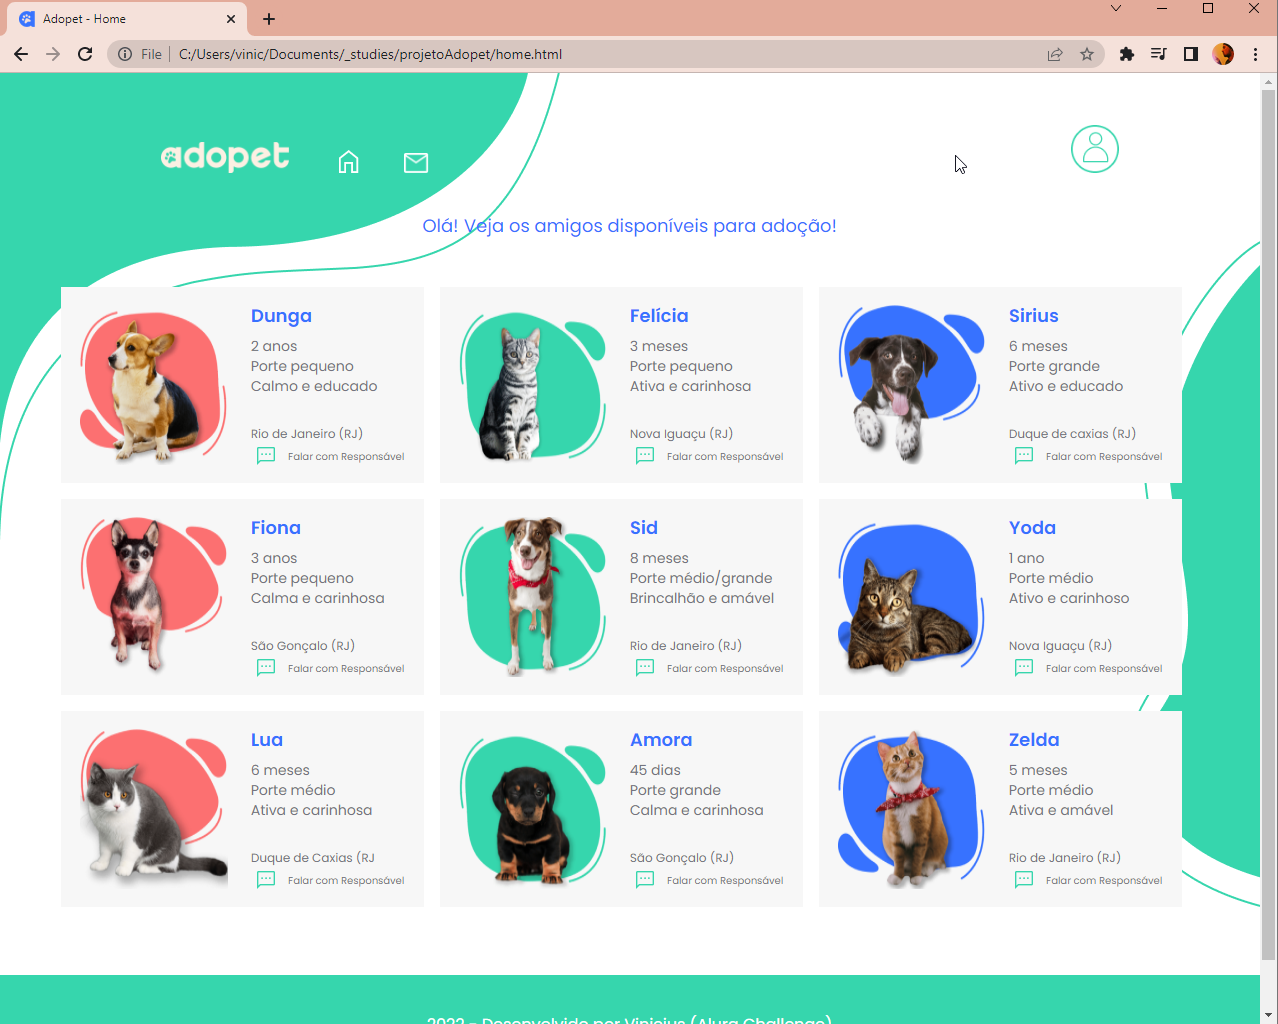 Adopet - Home
File
C:/Users/vinic/Documents/_studies/projetoAdopet/home.html
adopet
Olá! Veja os amigos disponíveis para adoção!
Dunga
2 anos
Porte pequeno
Calmo e educado
Rio de Janeiro (RJ)
Falar com Responsável
Felícia
3 meses
Porte pequeno
Ativa e carinhosa
Nova Iguaçu (RJ)
Falar com Responsável
Sirius
6 meses
Porte grande
Ativo e educado
Duque de caxias (RJ)
Falar com Responsável
Fiona
3 anos
Porte pequeno
Calma e carinhosa
São Gonçalo (RJ)
Falar com Responsável
Sid
8 meses
Porte médio/grande
Brincalhão e amável
Rio de Janeiro (RJ)
Falar com Responsável
Yoda
1 ano
Porte médio
Ativo e carinhoso
Nova Iguaçu (RJ)
Falar com Responsável
Lua
6 meses
Porte médio
Ativa e carinhosa
Duque de Caxias (RJ
Falar com Responsável
Amora
45 dias
Porte grande
Calma e carinhosa
São Gonçalo (RJ)
Falar com Responsável
Zelda
5 meses
Porte médio
Ativa e amável
Rio de Janeiro (RJ)
Falar com Responsável
2022 - Desenvolvido por Vinicius (Alura Challenge)